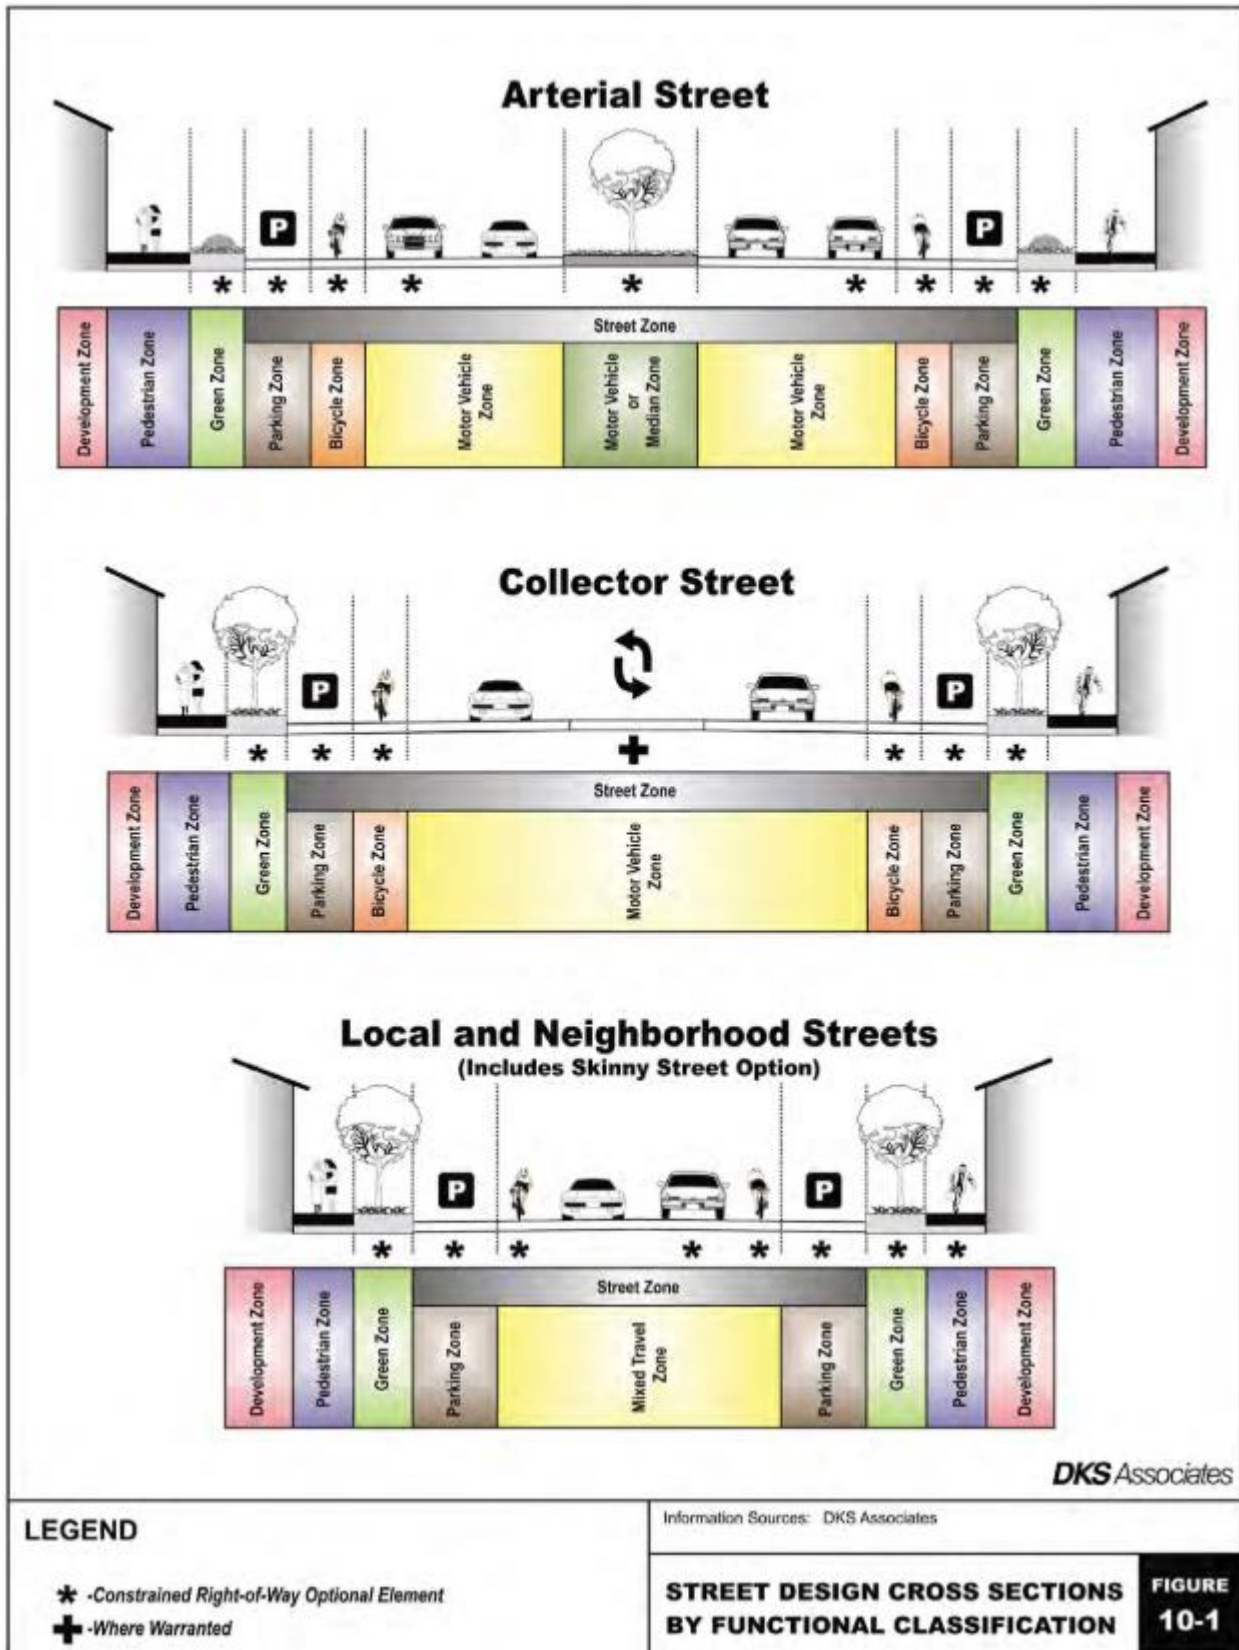 Arterial Street
P
P
* * * * * * * * *
Street Zone
Development Zone
Pedestrian Zone
Green Zone
Parking Zone
Bicycle Zone
Motor Vehicle
Zone
Motor Vehicle
or
Median Zone
Motor Vehicle
Zone
Bicycle Zone
Parking Zone
Green Zone
Pedestrian Zone
Development Zone
Collector Street
P
P
* * * + * * *
Street Zone
Development Zone
Pedestrian Zone
Green Zone
Parking Zone
Bicycle Zone
Motor Vehicle
Zone
Bicycle Zone
Parking Zone
Green Zone
Pedestrian Zone
Development Zone
Local and Neighborhood Streets
(Includes Skinny Street Option)
P
P
* * * * * * * *
Street Zone
Development Zone
Pedestrian Zone
Green Zone
Parking Zone
Mixed Travel
Zone
Parking Zone
Green Zone
Pedestrian Zone
Development Zone
DKS Associates
LEGEND
* -Constrained Right-of-Way Optional Element
+ -Where Warranted
Information Sources: DKS Associates
STREET DESIGN CROSS SECTIONS
BY FUNCTIONAL CLASSIFICATION
FIGURE
10-1